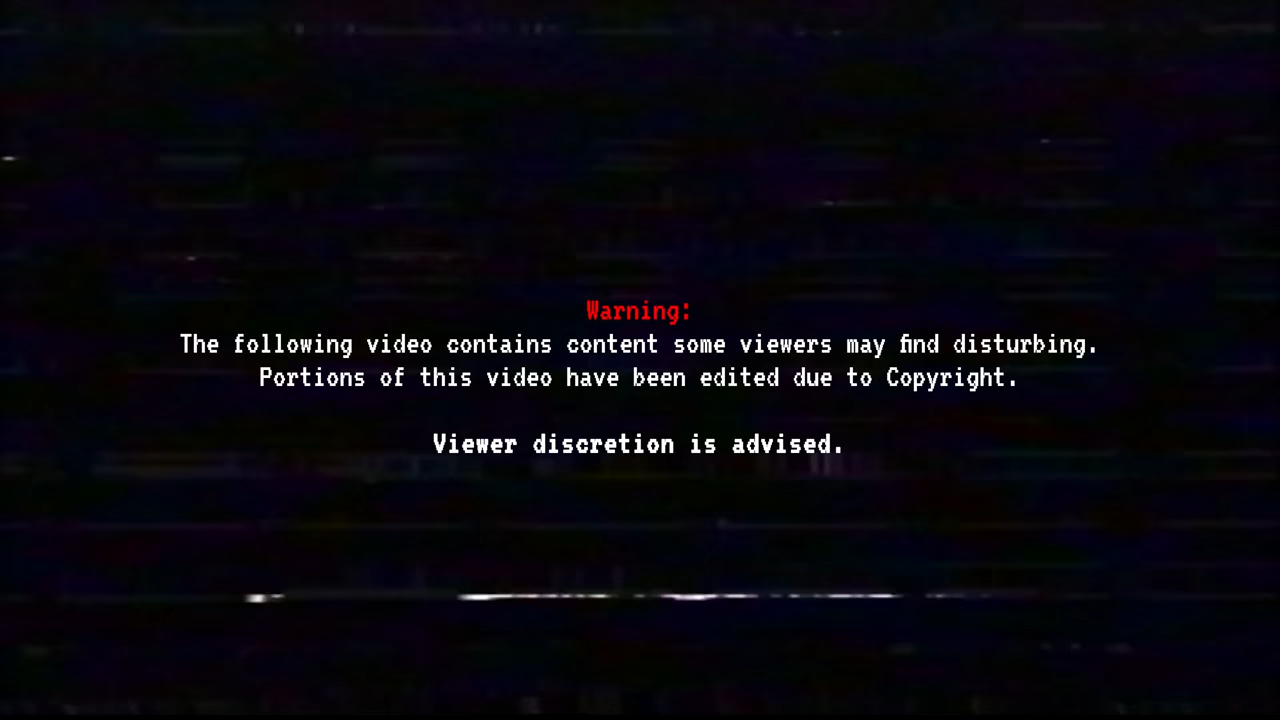 Warning:
The following video contains content some viewers may find disturbing.
Portions of this video have been edited due to Copyright.
Viewer discretion is advised.